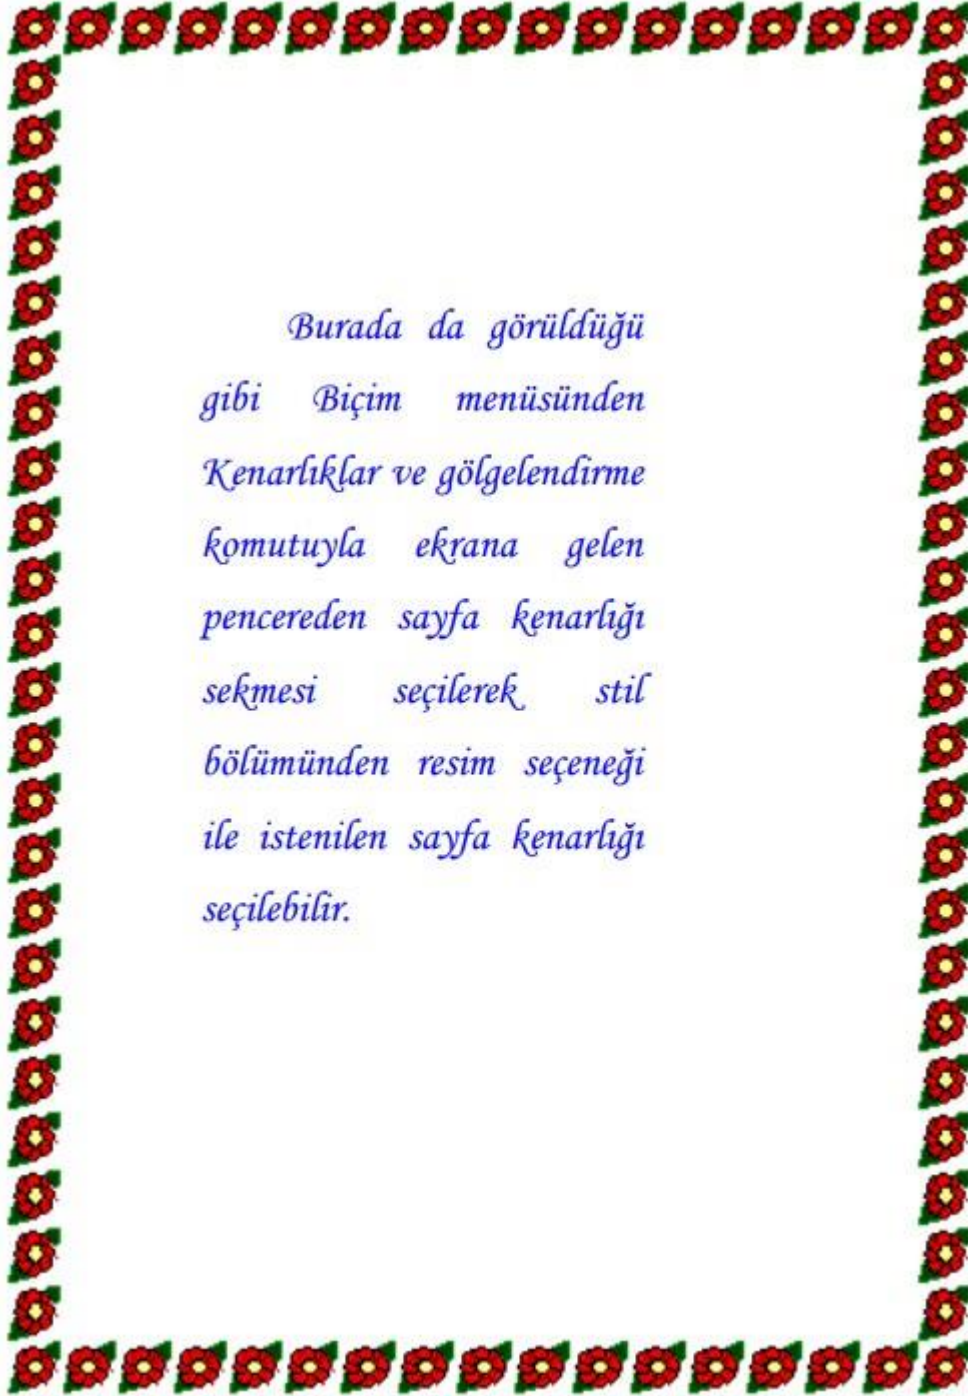 Burada da görüldüğü
gibi Biçim menüsünden
Kenarlıklar ve gölgelendirme
komutuyla ekrana gelen
pencereden sayfa kenarlığı
sekmesi seçilerek stil
bölümünden resim seçeneği
ile istenilen sayfa kenarlığı
seçilebilir.